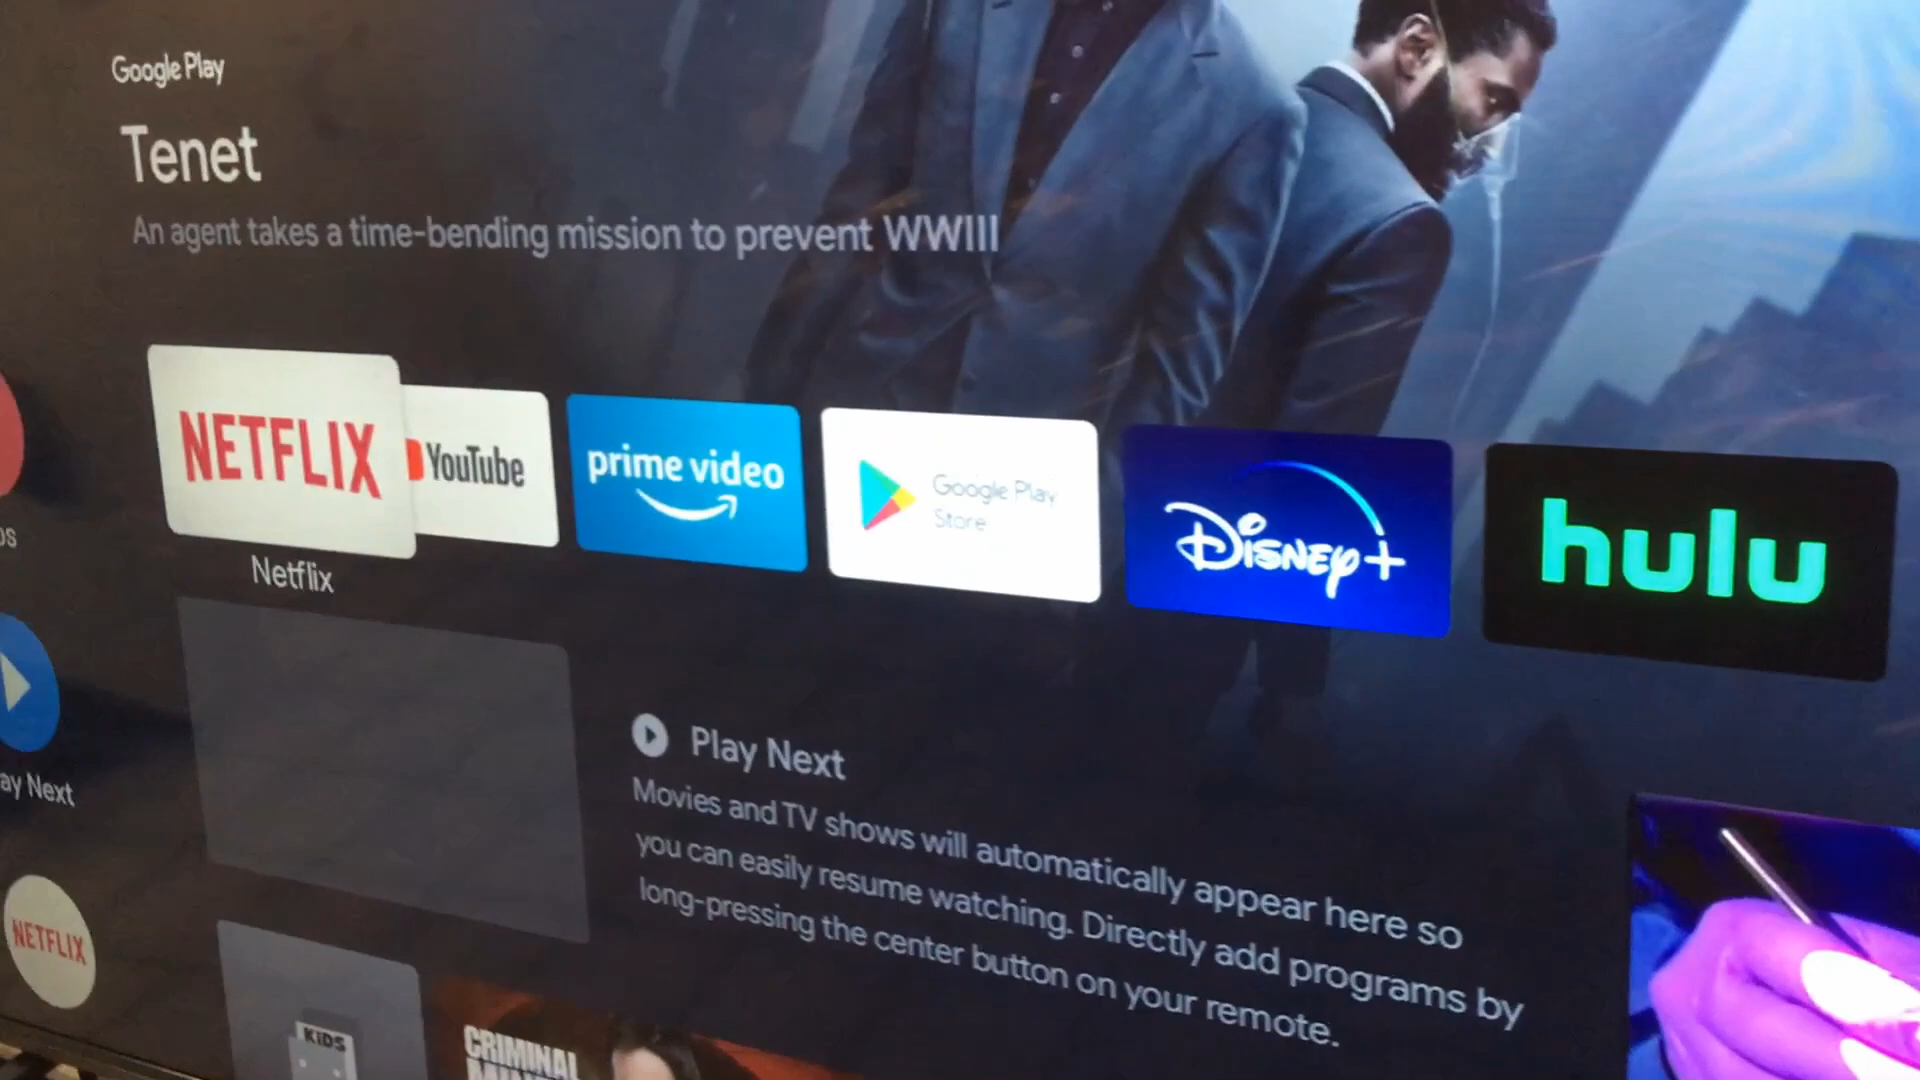 Google Play
Tenet
An agent takes a time-bending mission to prevent WWIII
NETFLIX
YouTube
prime video
Google Play
Store
Disney+
hulu
Netflix
Play Next
Movies and TV shows will automatically appear here so
you can easily resume watching. Directly add programs by
long-pressing the center button on your remote.
Next
NETFLIX
KIDS
CRIMINAL